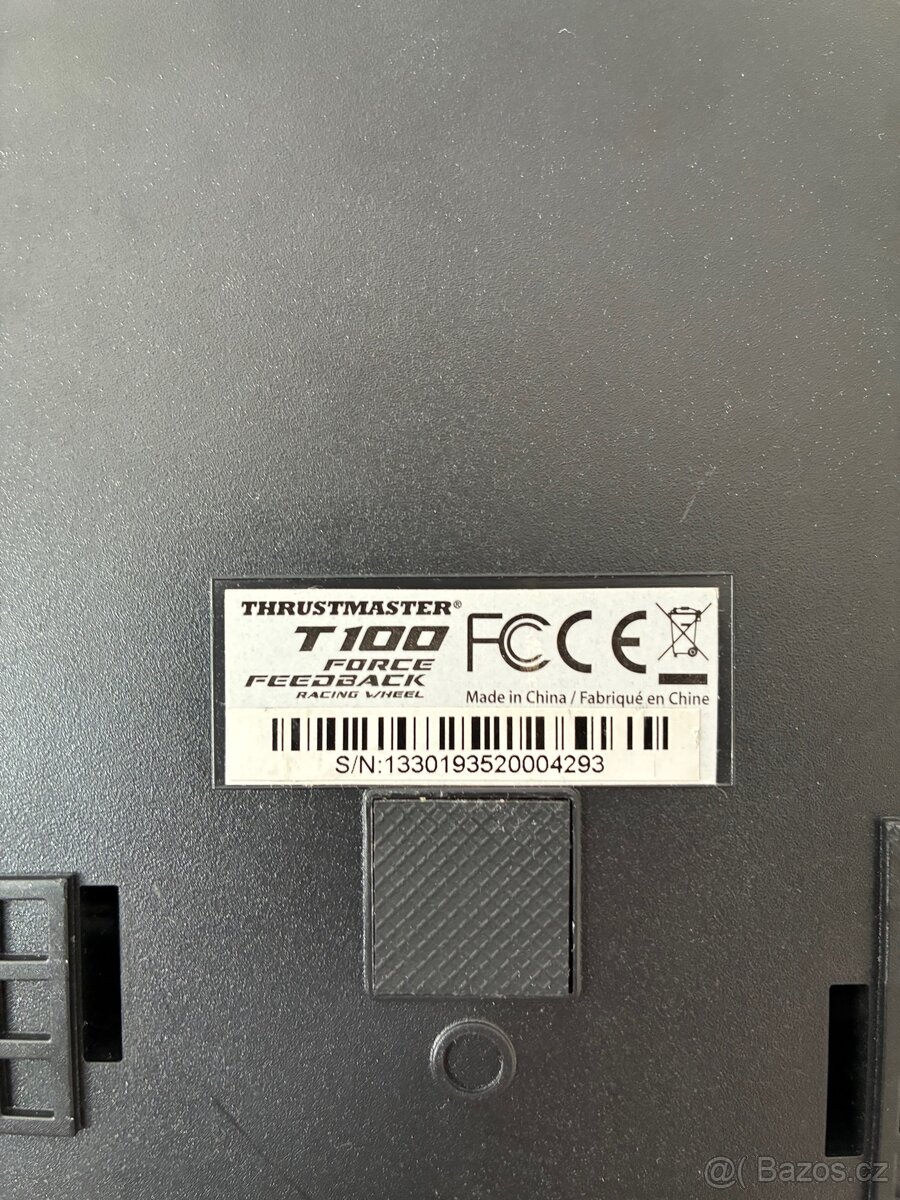 THRUSTMASTER®
T100
FORCE
FEEDBACK
RACING WHEEL
FC CE
Made in China / Fabriqué en Chine
S/N:1330193520004293
@( Bazos.cz